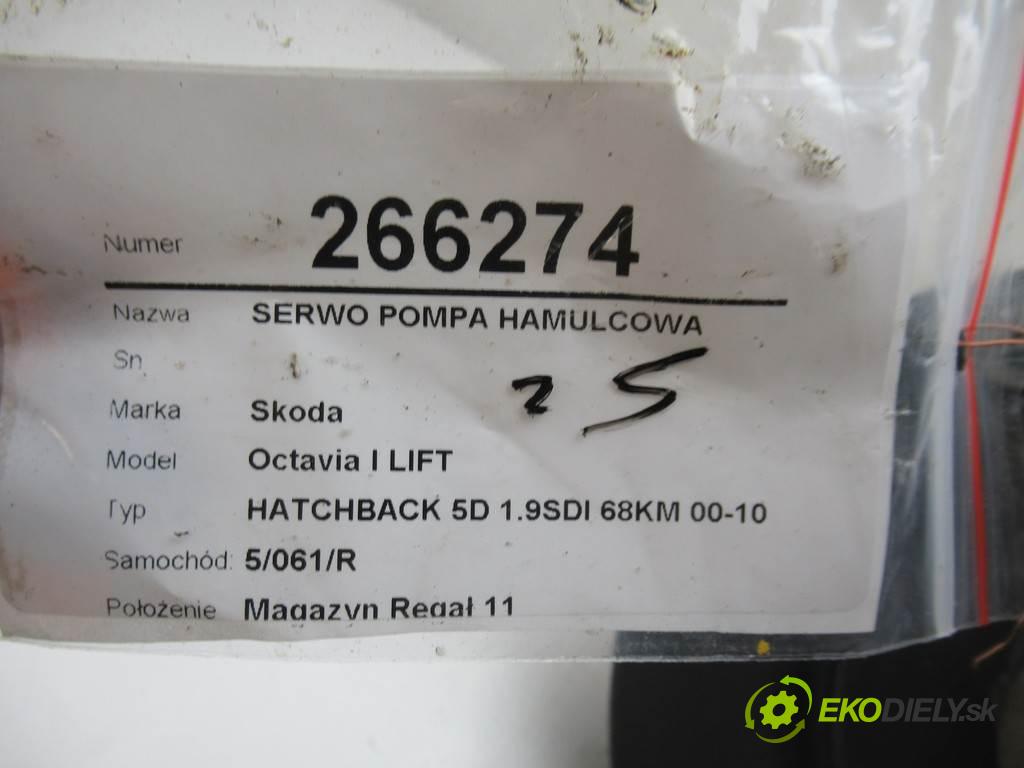 Numer 266274
Nazwa SERWO POMPA HAMULCOWA
Sn
25
Marka Skoda
Model Octavia I LIFT
Typ HATCHBACK 5D 1.9SDI 68KM 00-10
Samochód: 5/061/R
Położenie Magazyn Regał 11
EKODIELY.sk